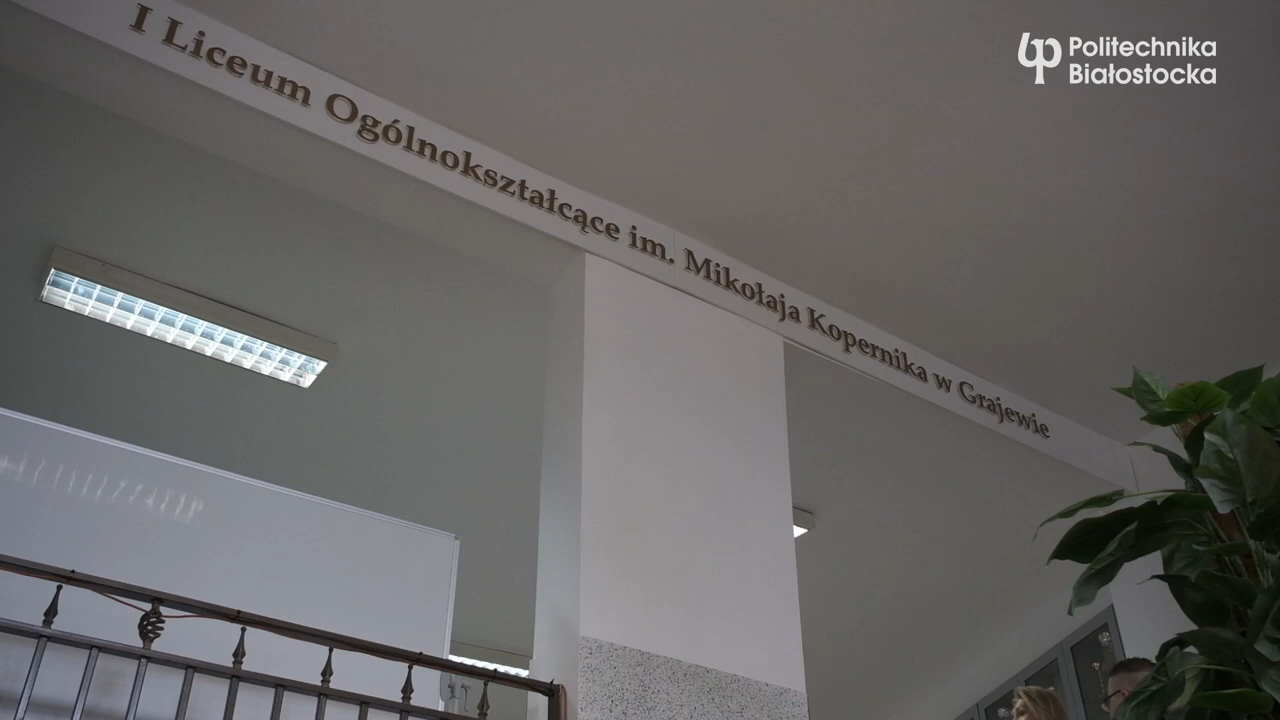 I Liceum Ogólnokształcące im. Mikołaja Kopernika w Grajewie
Politechnika
Białostocka